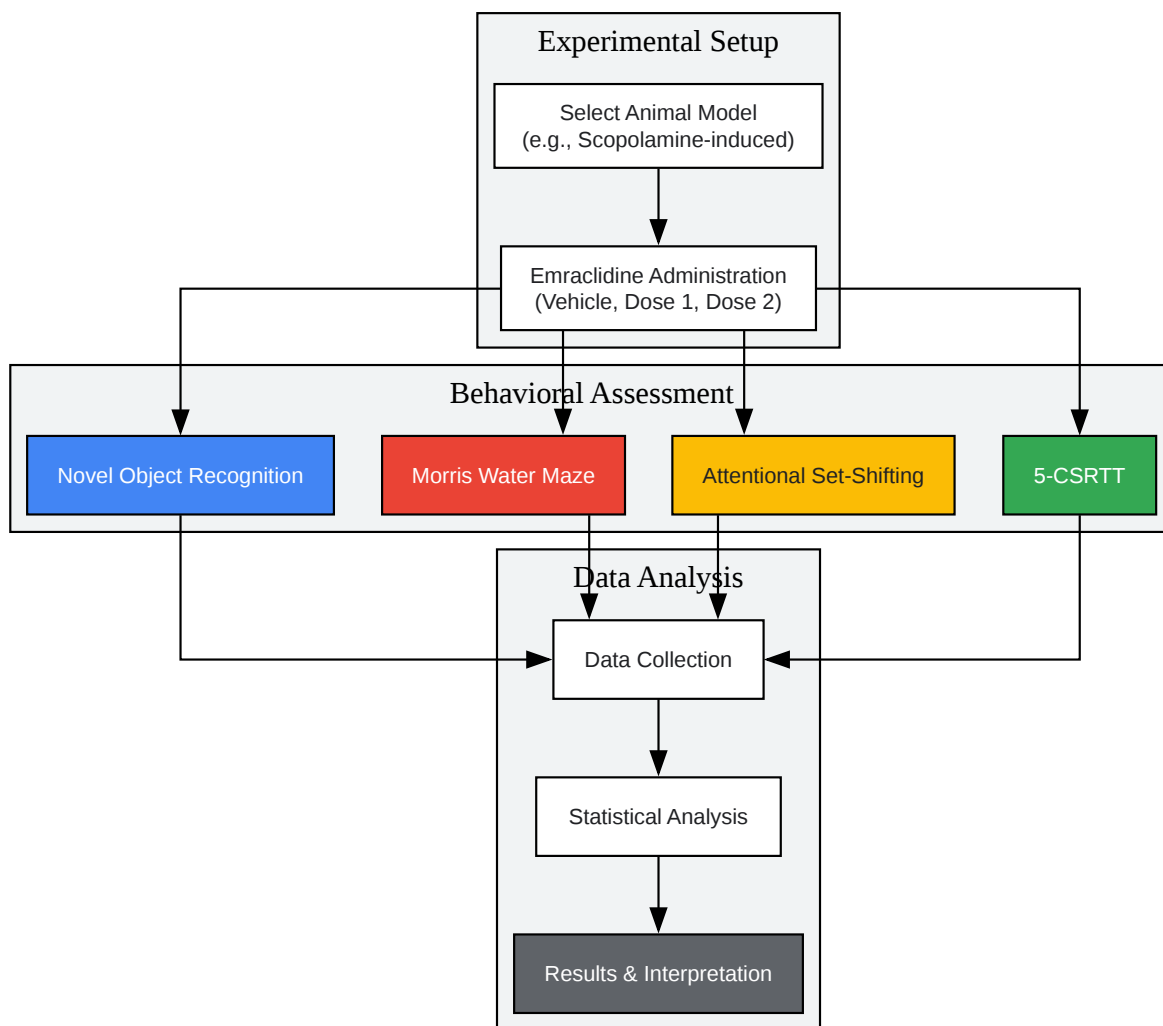 Experimental Setup
Select Animal Model
(e.g., Scopolamine-induced)
Emraclidine Administration
(Vehicle, Dose 1, Dose 2)
Behavioral Assessment
Novel Object Recognition
Morris Water Maze
Attentional Set-Shifting
5-CSRTT
Data Analysis
Data Collection
Statistical Analysis
Results & Interpretation